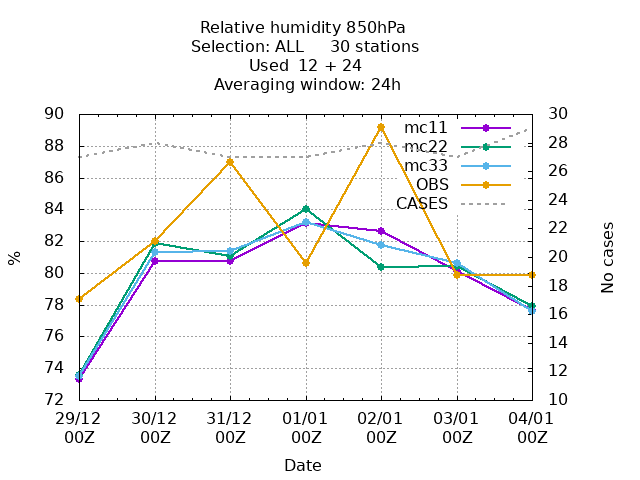 Relative humidity 850hPa
Selection: ALL 30 stations
Used 12 + 24
Averaging window: 24h
90 30
88 28
86 26
84 24
82 22
80 20
78 18
76 16
74 14
72 12
10
mc11
mc22
mc33
OBS
CASES
%
No cases
29/12 30/12 31/12 01/01 02/01 03/01 04/01
00Z 00Z 00Z 00Z 00Z 00Z 00Z
Date